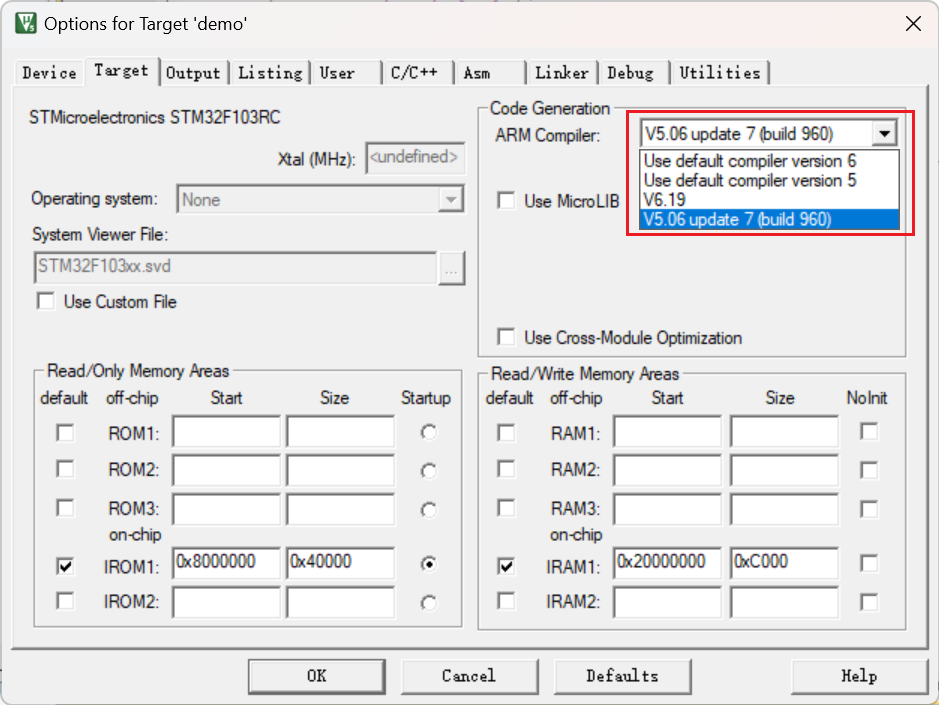 Options for Target 'demo'
Device Target Output Listing User C/C++ Asm Linker Debug Utilities
STMicroelectronics STM32F103RC
Xtal (MHz): <undefined>
Operating system: None
System Viewer File:
STM32F103xx.svd ...
Use Custom File
Code Generation
ARM Compiler: V5.06 update 7 (build 960)
Use default compiler version 6
Use default compiler version 5
V6.19
V5.06 update 7 (build 960)
Use MicroLIB
Use Cross-Module Optimization
Read/Only Memory Areas
default off-chip Start Size Startup
ROM1:
ROM2:
ROM3:
on-chip
IROM1: 0x8000000 0x40000
IROM2:
Read/Write Memory Areas
default off-chip Start Size NoInit
RAM1:
RAM2:
RAM3:
on-chip
IRAM1: 0x20000000 0xC000
IRAM2:
OK Cancel Defaults Help